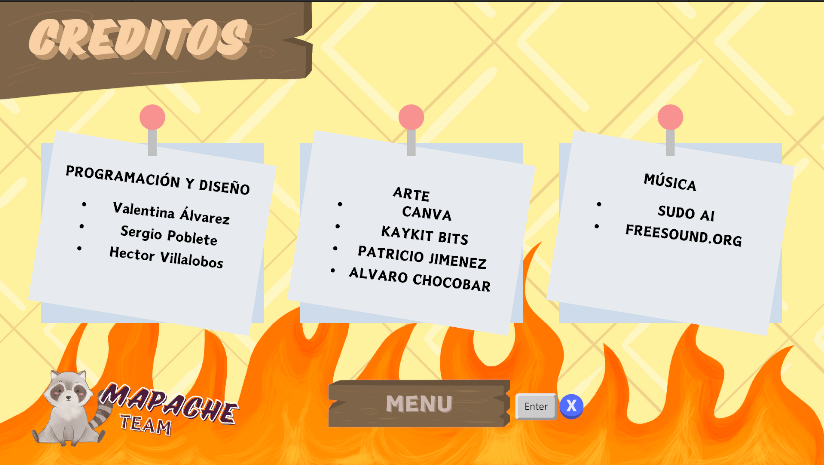 CREDITOS
PROGRAMACIÓN Y DISEÑO
• Valentina Álvarez
• Sergio Poblete
• Hector Villalobos
ARTE
• CANVA
• KAYKIT BITS
• PATRICIO JIMENEZ
• ALVARO CHOCOBAR
MÚSICA
• SUDO AI
• FREESOUND.ORG
MAPACHE
TEAM
MENU
Enter X